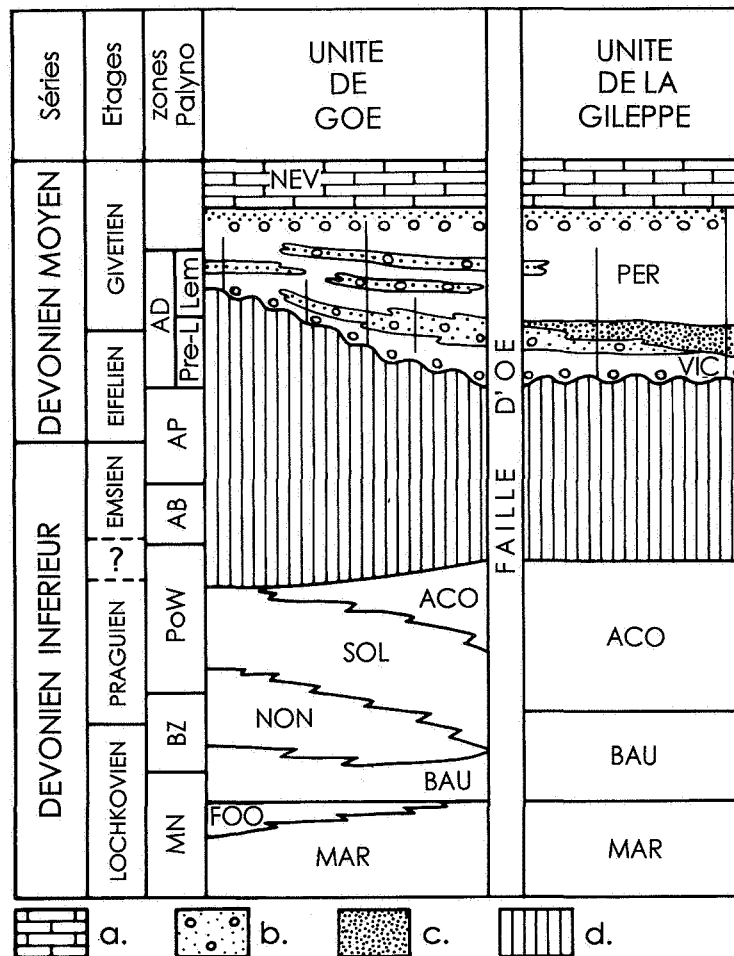 Séries
Etages
zones
Palyno
UNITE
DE
GOE
UNITE
DE LA
GILEPPE
DEVONIEN MOYEN
DEVONIEN INFERIEUR
GIVETIEN
EIFELIEN
EMSIEN
?
PRAGUIEN
LOCHKOVIEN
AD
Lem
Pre-L
AP
AB
PoW
BZ
MN
NEV
ACO
SOL
NON
BAU
FOO
MAR
FAILLE D'OE
PER
VIC
ACO
BAU
MAR
a.
b.
c.
d.